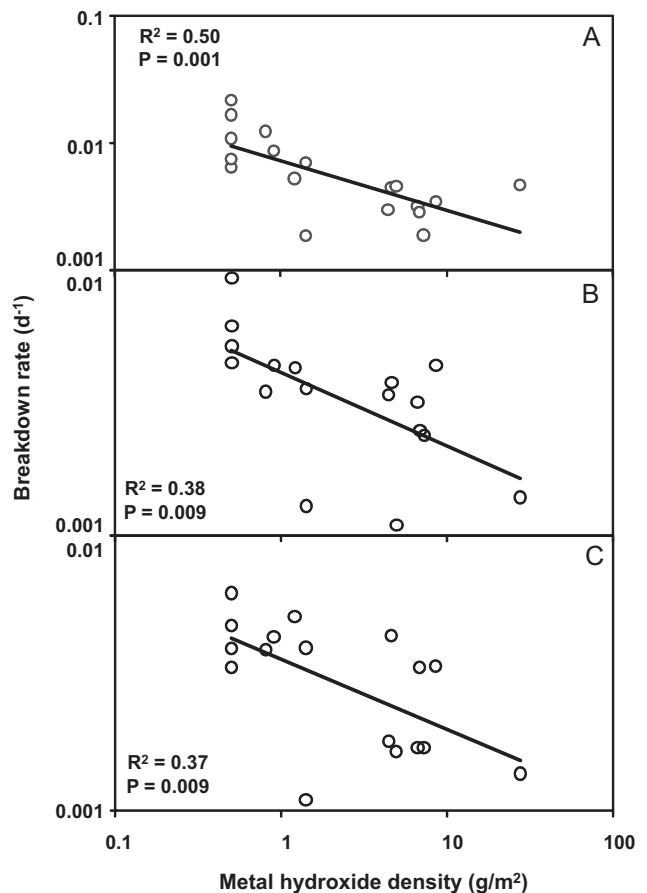 0.1
R² = 0.50
P = 0.001
A
0.01
0.001
0.01
B
R² = 0.38
P = 0.009
0.001
0.01
C
R² = 0.37
P = 0.009
0.001
0.1
1
10
100
Breakdown rate (d⁻¹)
Metal hydroxide density (g/m²)